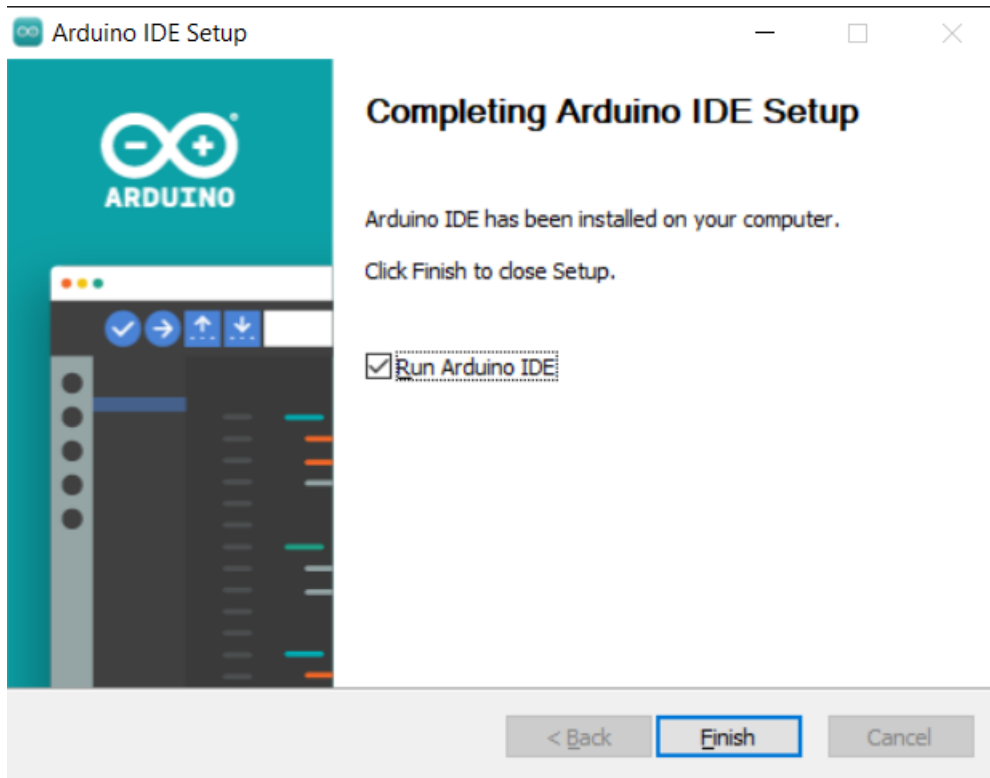 Arduino IDE Setup
ARDUINO
Completing Arduino IDE Setup
Arduino IDE has been installed on your computer.
Click Finish to close Setup.
Run Arduino IDE
< Back
Finish
Cancel